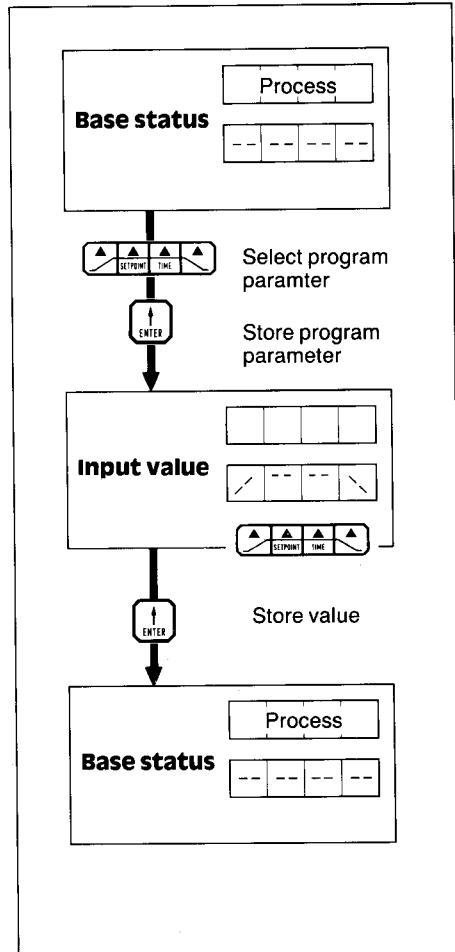 Process
Base status
-- -- -- --
SETPOINT TIME
Select program
paramter
ENTER
Store program
parameter
Input value
SETPOINT TIME
ENTER
Store value
Process
Base status
-- -- -- --